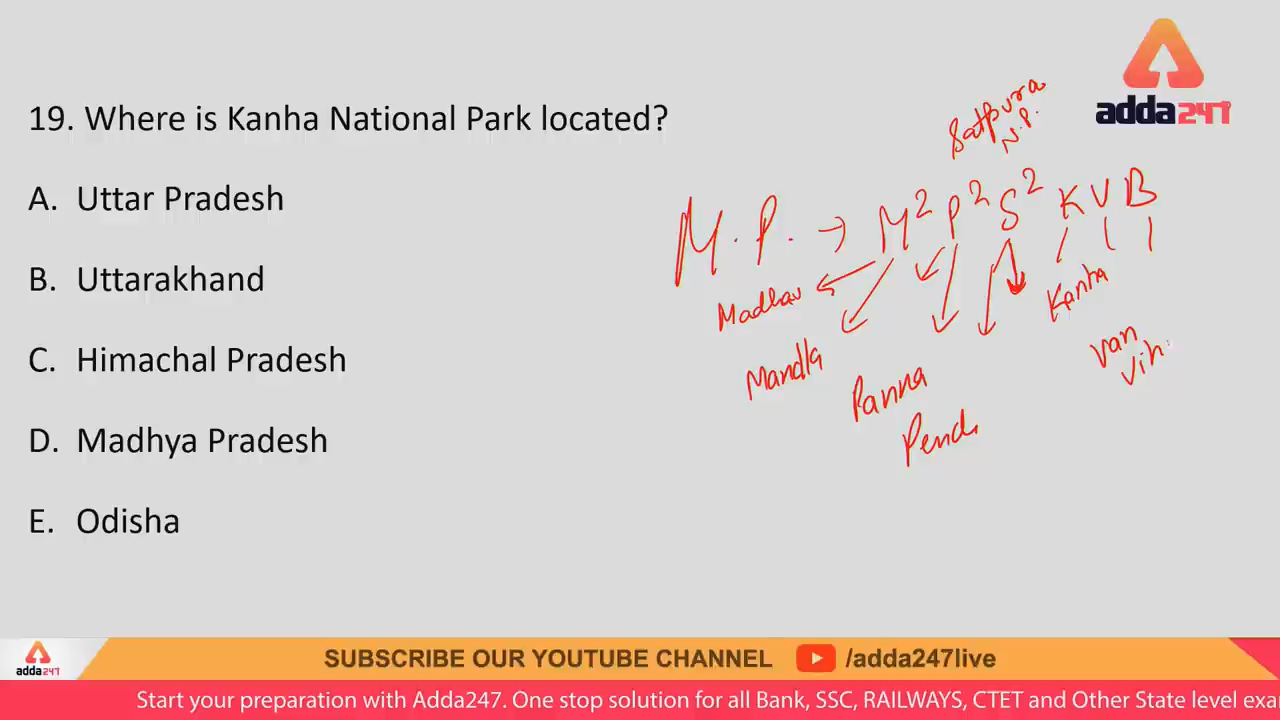 adda247
19. Where is Kanha National Park located?
A. Uttar Pradesh
B. Uttarakhand
C. Himachal Pradesh
D. Madhya Pradesh
E. Odisha
Satpura
N.P.
M.P. → M² P² S² K V B
Madhav
Mandla
Panna
Pench
Kanha
Van
Vih
adda247
SUBSCRIBE OUR YOUTUBE CHANNEL /adda247live
Start your preparation with Adda247. One stop solution for all Bank, SSC, RAILWAYS, CTET and Other State level exa